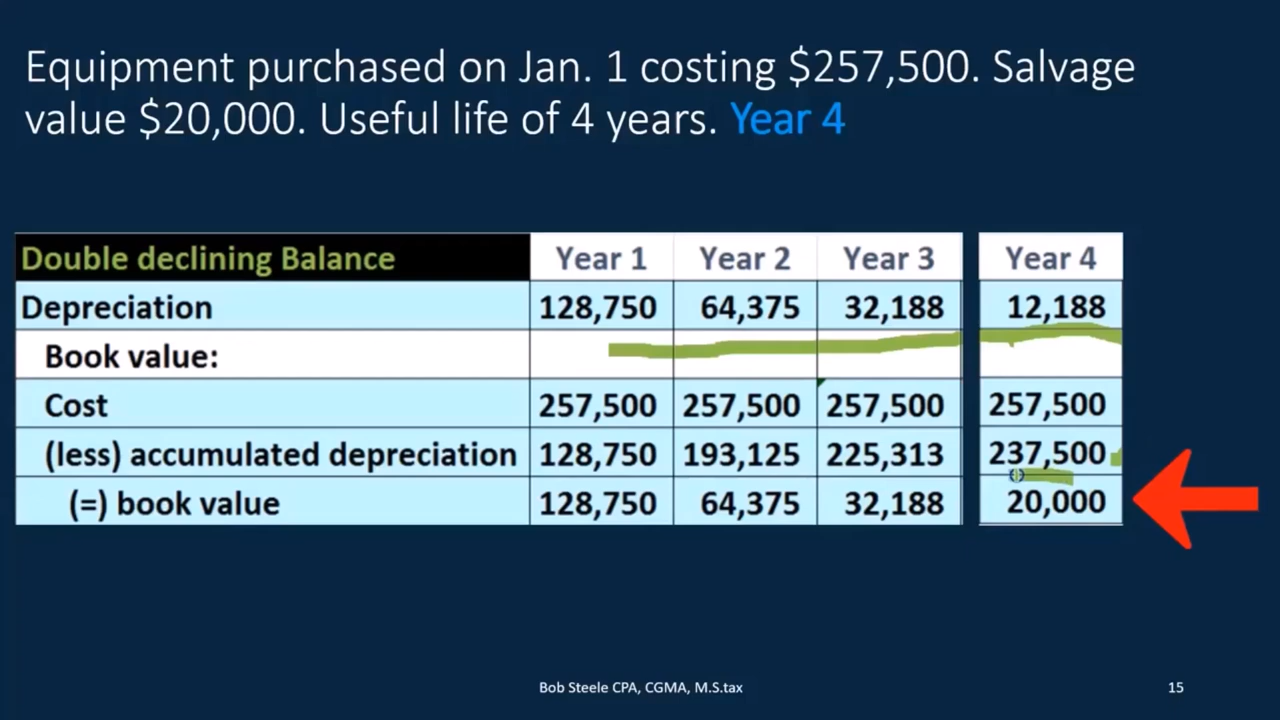 Equipment purchased on Jan. 1 costing $257,500. Salvage
value $20,000. Useful life of 4 years. Year 4
Double declining Balance Year 1 Year 2 Year 3 Year 4
Depreciation 128,750 64,375 32,188 12,188
Book value:
Cost 257,500 257,500 257,500 257,500
(less) accumulated depreciation 128,750 193,125 225,313 237,500
(=) book value 128,750 64,375 32,188 20,000
Bob Steele CPA, CGMA, M.S.tax 15